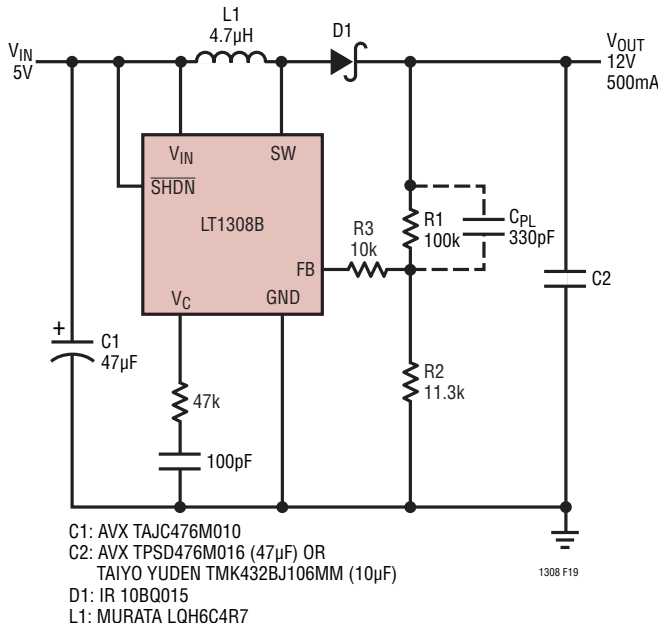 L1
4.7µH
D1
VIN
5V
VOUT
12V
500mA
VIN
SW
SHDN
LT1308B
R3
10k
R1
100k
CPL
330pF
FB
C2
VC
GND
+
C1
47µF
R2
11.3k
47k
100pF
C1: AVX TAJC476M010
C2: AVX TPSD476M016 (47µF) OR
TAIYO YUDEN TMK432BJ106MM (10µF)
D1: IR 10BQ015
L1: MURATA LQH6C4R7
1308 F19